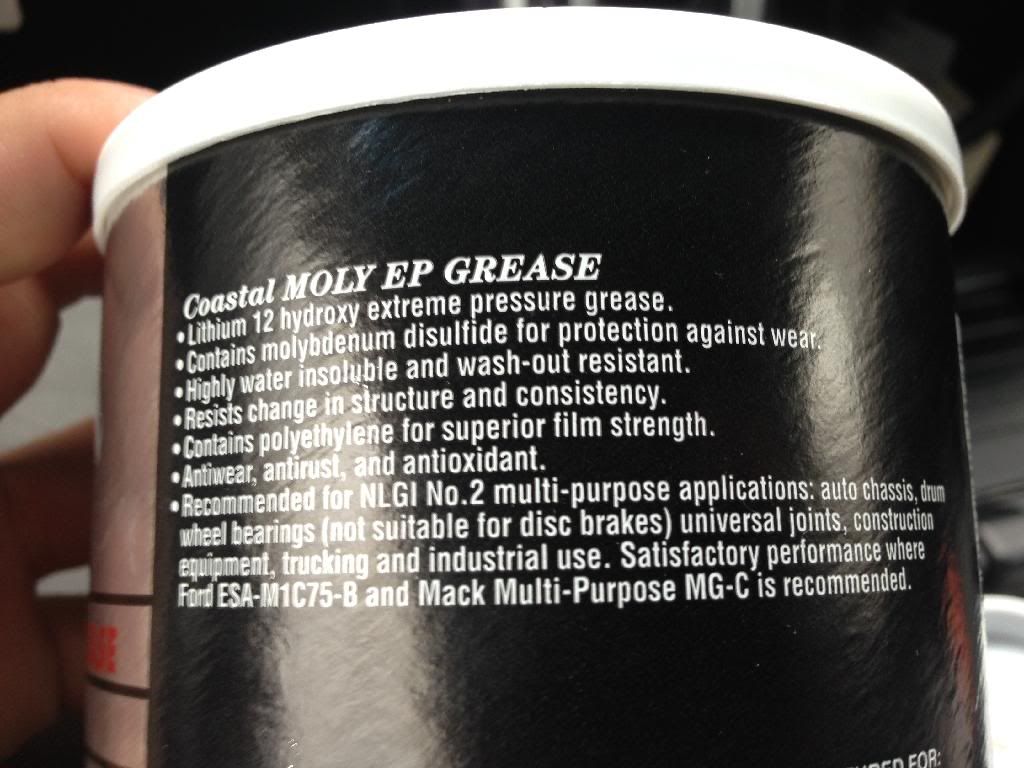 Coastal MOLY EP GREASE
•Lithium 12 hydroxy extreme pressure grease.
•Contains molybdenum disulfide for protection against wear.
•Highly water insoluble and wash-out resistant.
•Resists change in structure and consistency.
•Contains polyethylene for superior film strength.
•Antiwear, antirust, and antioxidant.
•Recommended for NLGI No.2 multi-purpose applications: auto chassis, drum
wheel bearings (not suitable for disc brakes) universal joints, construction
equipment, trucking and industrial use. Satisfactory performance where
Ford ESA-M1C75-B and Mack Multi-Purpose MG-C is recommended.
FOR: